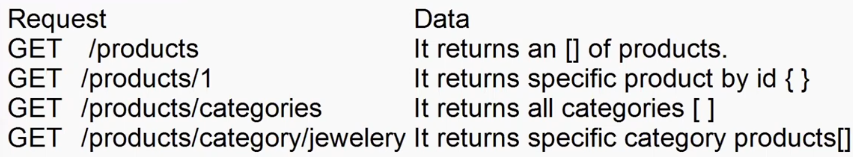 Request Data
GET /products It returns an [] of products.
GET /products/1 It returns specific product by id { }
GET /products/categories It returns all categories [ ]
GET /products/category/jewelery It returns specific category products[]